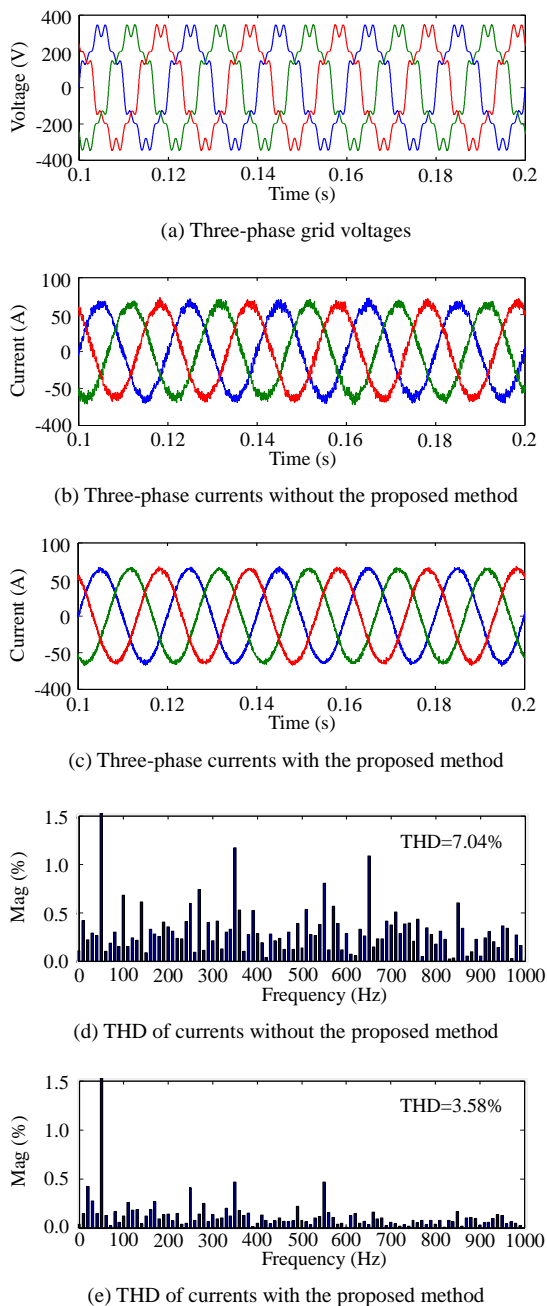 400
200
0
-200
-400
Voltage (V)
0.1 0.12 0.14 0.16 0.18 0.2
Time (s)
(a) Three-phase grid voltages
100
50
0
-50
-400
Current (A)
0.1 0.12 0.14 0.16 0.18 0.2
Time (s)
(b) Three-phase currents without the proposed method
100
50
0
-50
-400
Current (A)
0.1 0.12 0.14 0.16 0.18 0.2
Time (s)
(c) Three-phase currents with the proposed method
1.5
1.0
0.5
0.0
Mag (%)
THD=7.04%
0 100 200 300 400 500 600 700 800 900 1000
Frequency (Hz)
(d) THD of currents without the proposed method
1.5
1.0
0.5
0.0
Mag (%)
THD=3.58%
0 100 200 300 400 500 600 700 800 900 1000
Frequency (Hz)
(e) THD of currents with the proposed method